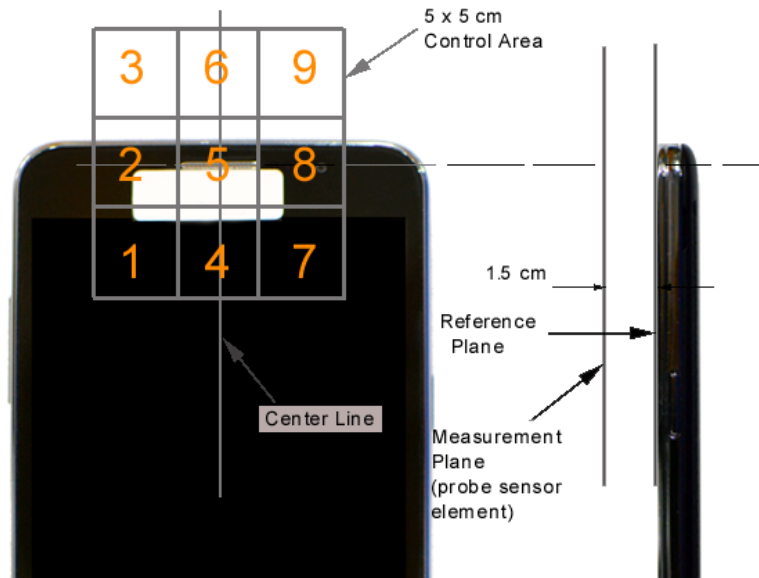 5 x 5 cm
Control Area
3 6 9
2 5 8
1 4 7
1.5 cm
Reference
Plane
Center Line
Measurement
Plane
(probe sensor
element)